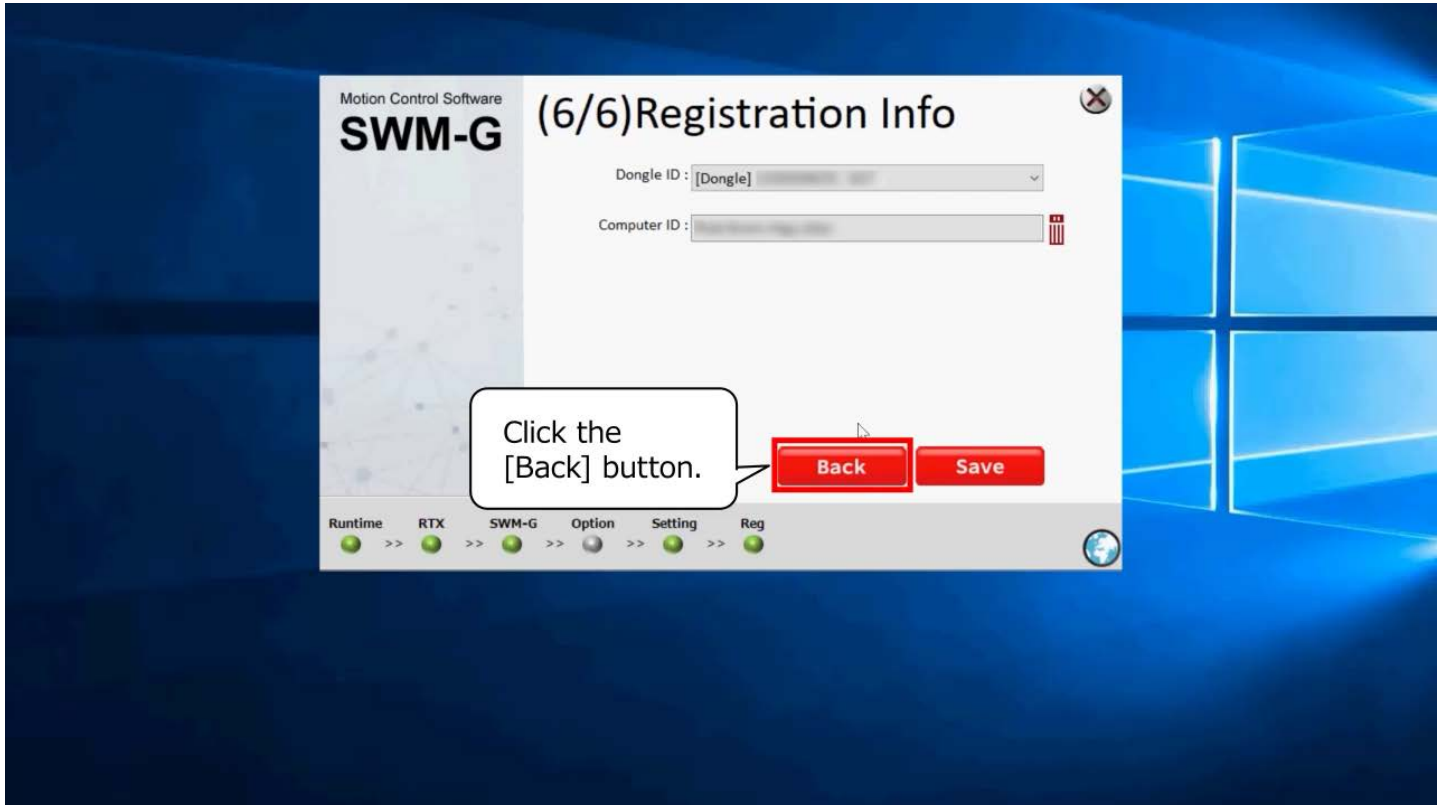 Motion Control Software
SWM-G
(6/6)Registration Info
Dongle ID :
[Dongle]
Computer ID :
Click the
[Back] button.
Back
Save
Runtime RTX SWM-G Option Setting Reg
>> >> >> >> >>